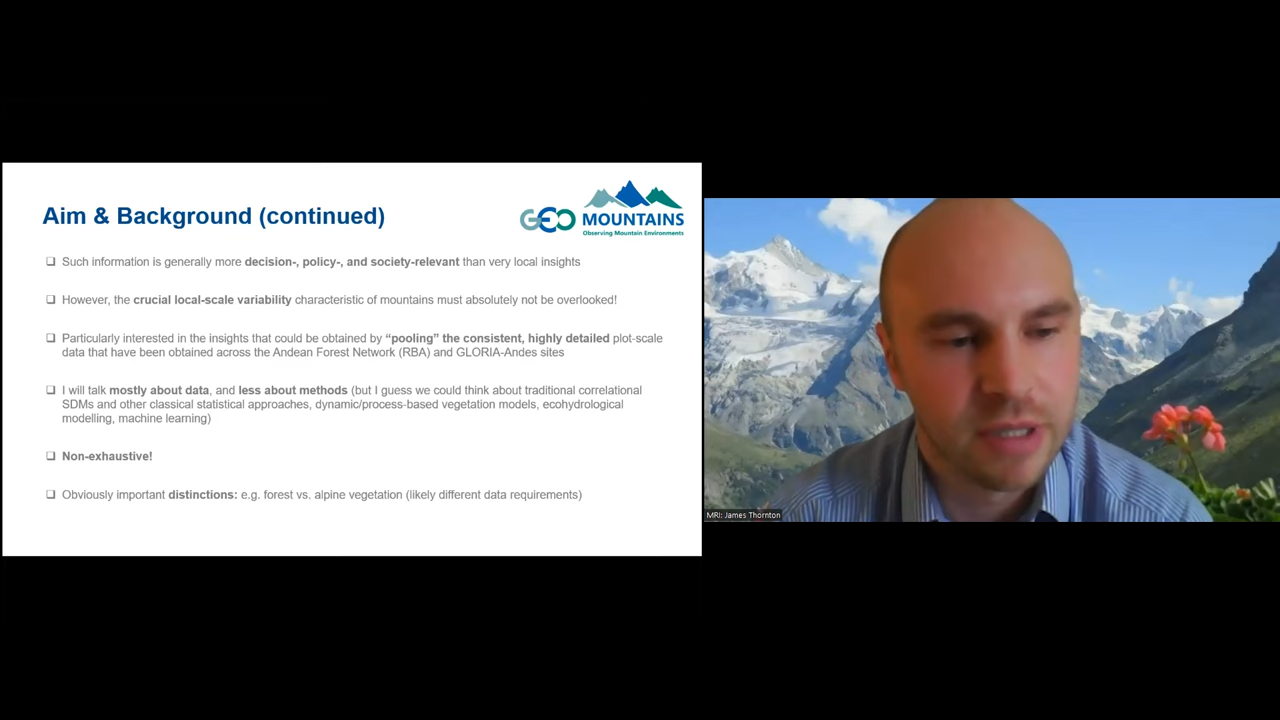 Aim & Background (continued)
GEO MOUNTAINS
Observing Mountain Environments
❑ Such information is generally more decision-, policy-, and society-relevant than very local insights
❑ However, the crucial local-scale variability characteristic of mountains must absolutely not be overlooked!
❑ Particularly interested in the insights that could be obtained by “pooling” the consistent, highly detailed plot-scale
data that have been obtained across the Andean Forest Network (RBA) and GLORIA-Andes sites
❑ I will talk mostly about data, and less about methods (but I guess we could think about traditional correlational
SDMs and other classical statistical approaches, dynamic/process-based vegetation models, ecohydrological
modelling, machine learning)
❑ Non-exhaustive!
❑ Obviously important distinctions: e.g. forest vs. alpine vegetation (likely different data requirements)
MRI: James Thornton